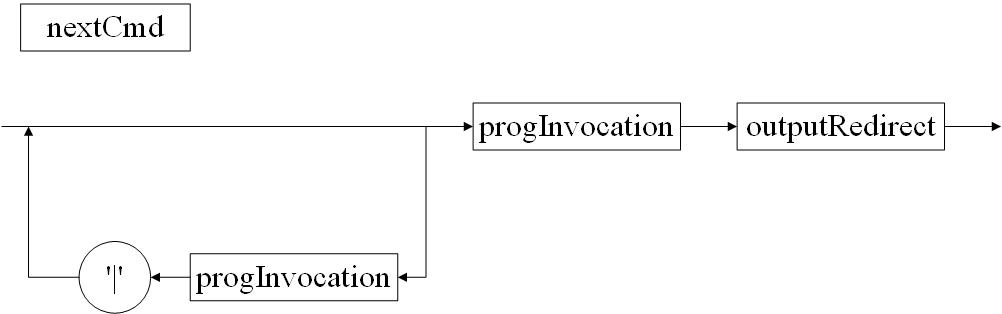 nextCmd
progInvocation
outputRedirect
'|'
progInvocation